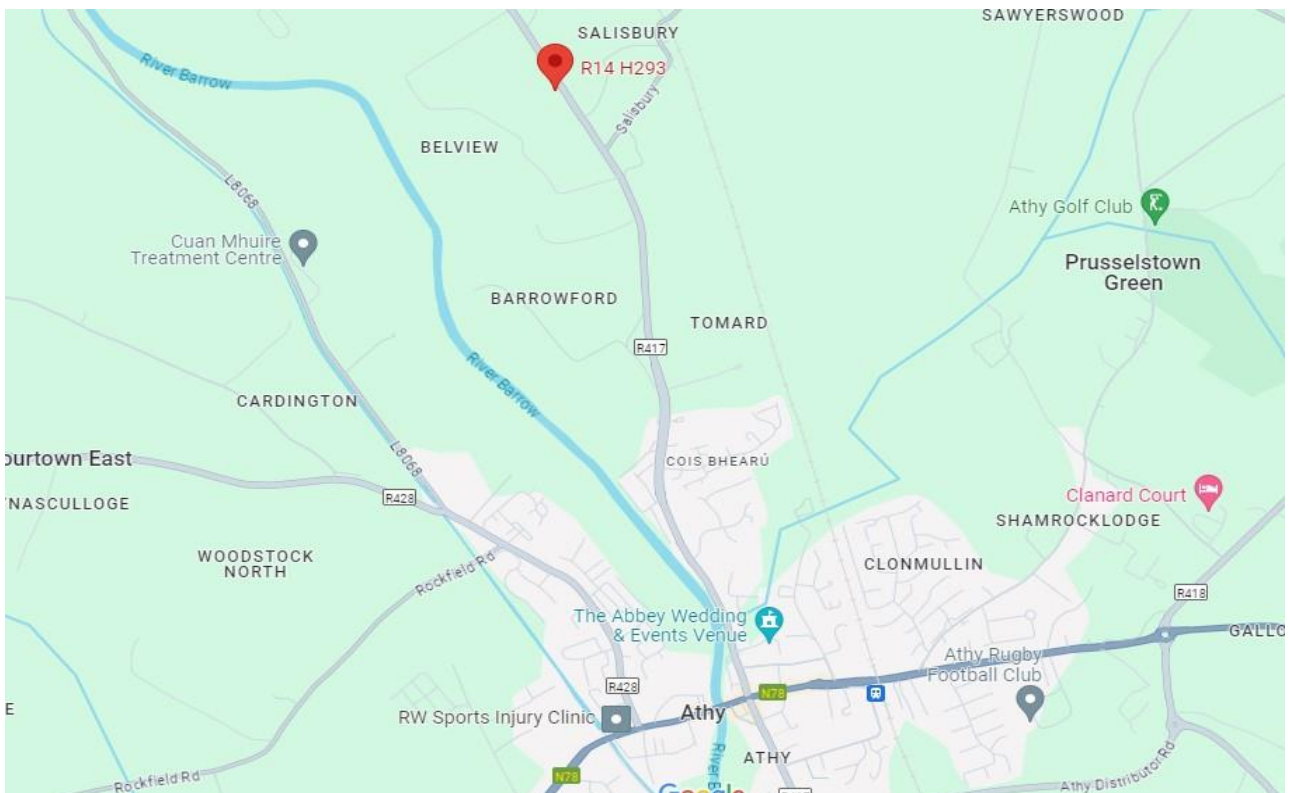 SAWYERSWOOD
SALISBURY
R14 H293
River Barrow
Salisbury
BELVIEW
L8068
Athy Golf Club
Cuan Mhuire
Treatment Centre
Prusselstown
Green
BARROWFORD
TOMARD
R417
River Barrow
CARDINGTON
L8068
ourtown East
COIS BHEARÚ
R428
NASCULLOGE
Clanard Court
SHAMROCKLODGE
WOODSTOCK
NORTH
Rockfield Rd
CLONMULLIN
R418
The Abbey Wedding
& Events Venue
GALLO
Athy Rugby
Football Club
R428
N78
E
RW Sports Injury Clinic
Athy
ATHY
River B
N78
Rockfield Rd
Athy Distributor Rd
Google